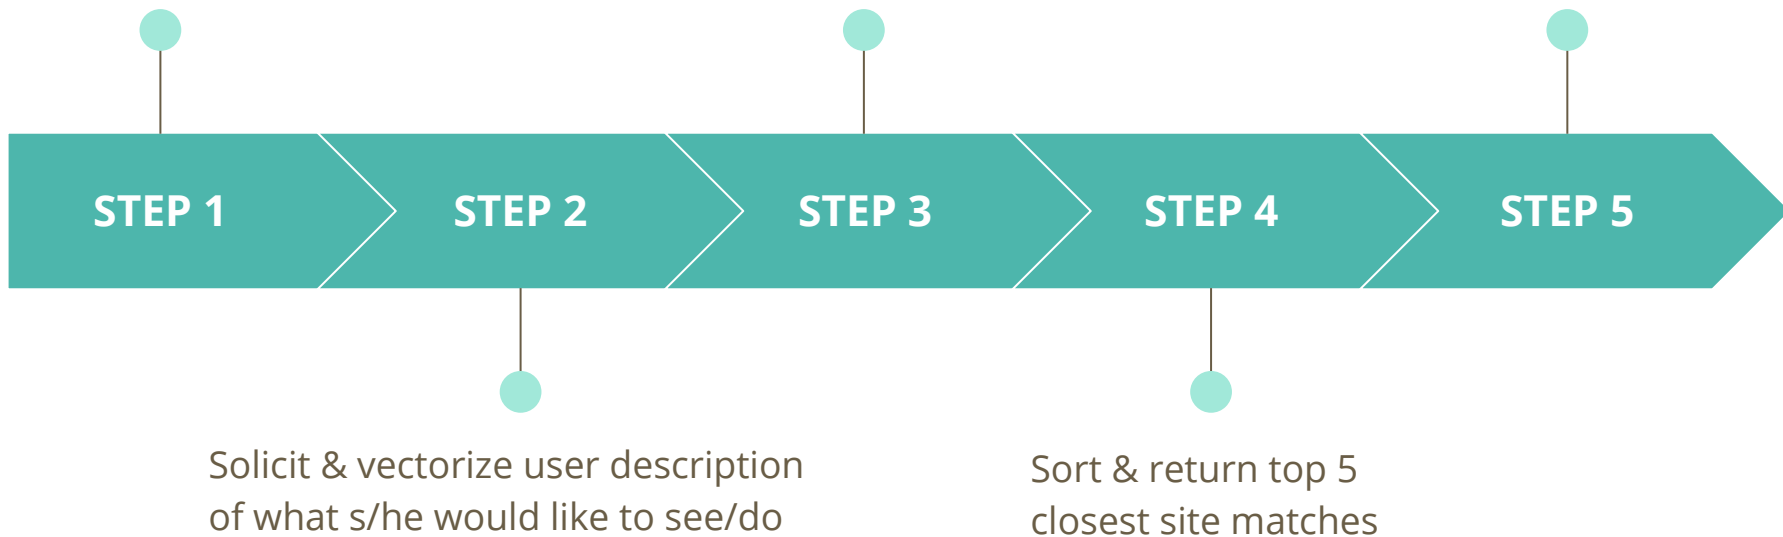 STEP 1
STEP 2
STEP 3
STEP 4
STEP 5
Solicit & vectorize user description
of what s/he would like to see/do
Sort & return top 5
closest site matches